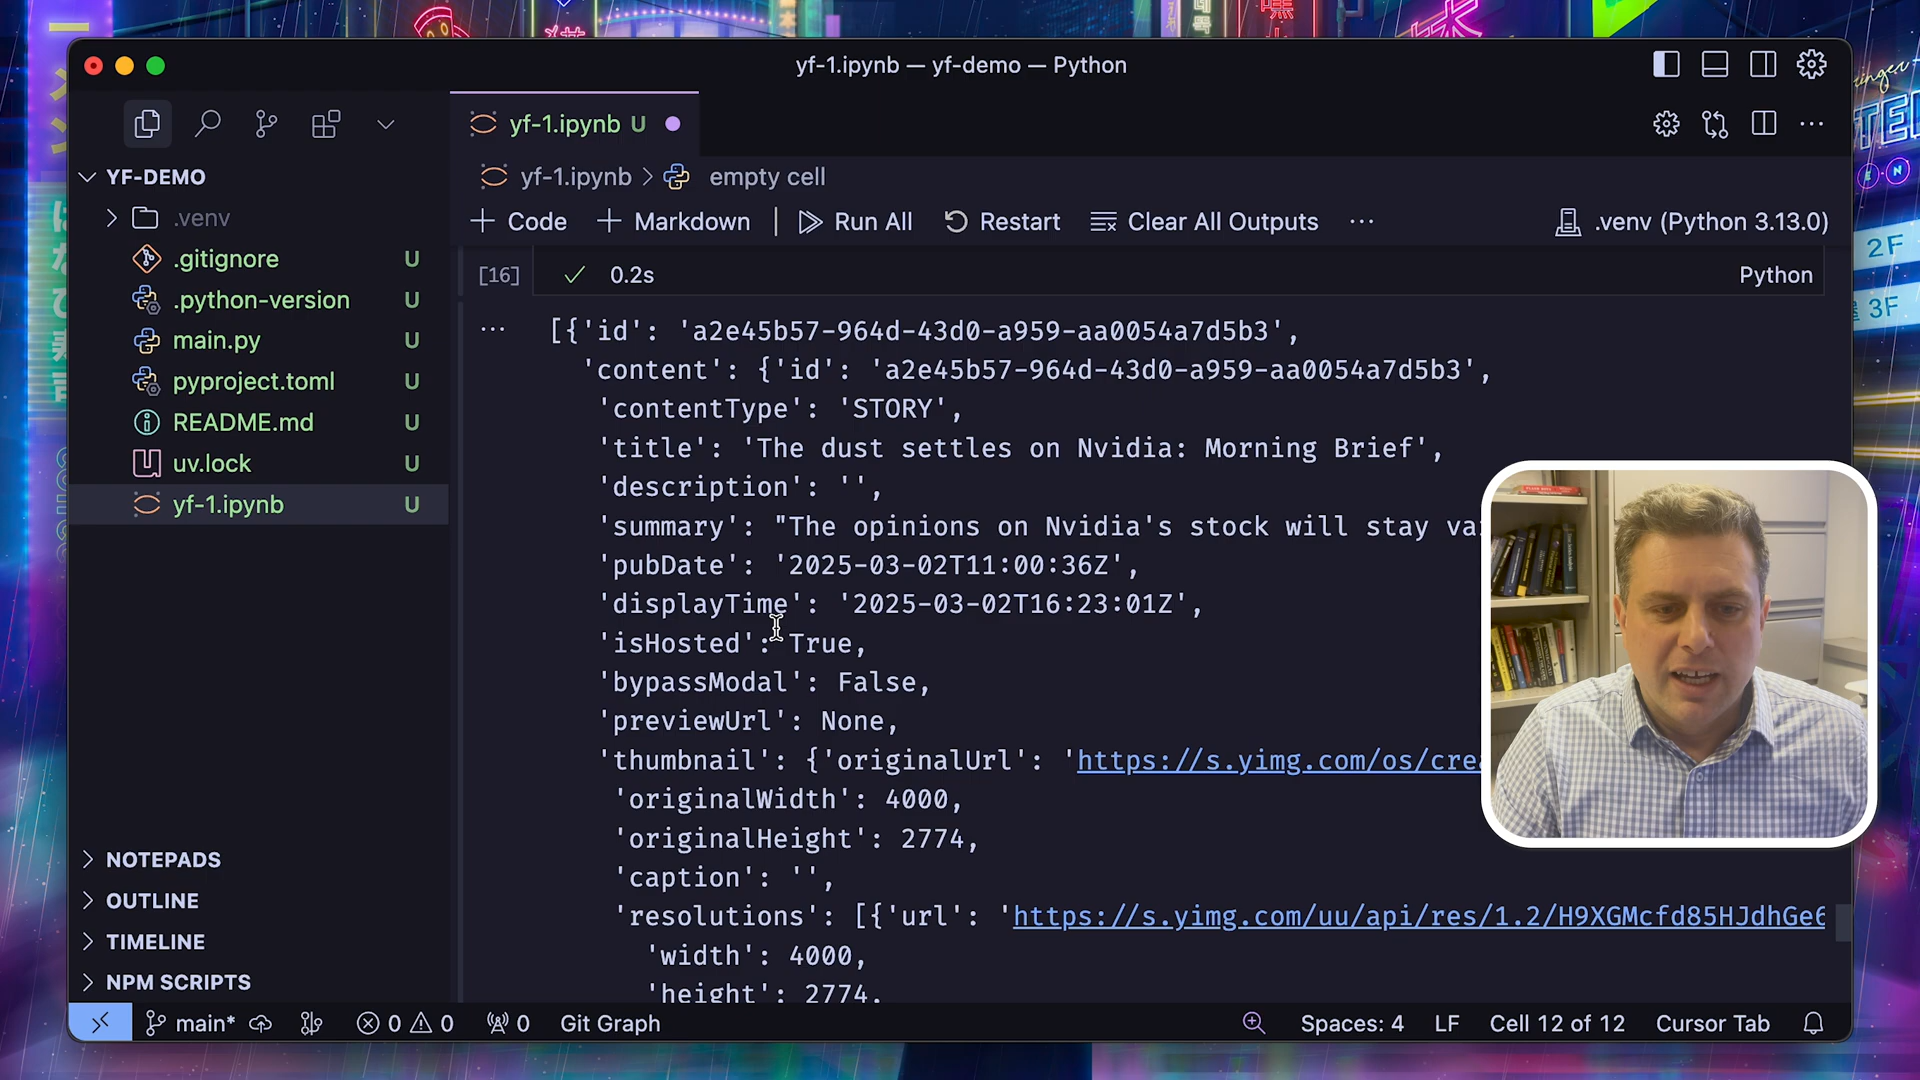 yf-1.ipynb — yf-demo — Python
yf-1.ipynb U
YF-DEMO
yf-1.ipynb > empty cell
.venv
+ Code + Markdown | Run All Restart Clear All Outputs ··· .venv (Python 3.13.0)
.gitignore U
.python-version U
main.py U
pyproject.toml U
README.md U
uv.lock U
yf-1.ipynb U
[16] ✓ 0.2s Python
... [{'id': 'a2e45b57-964d-43d0-a959-aa0054a7d5b3',
'content': {'id': 'a2e45b57-964d-43d0-a959-aa0054a7d5b3',
'contentType': 'STORY',
'title': 'The dust settles on Nvidia: Morning Brief',
'description': '',
'summary': "The opinions on Nvidia's stock will stay
'pubDate': '2025-03-02T11:00:36Z',
'displayTime': '2025-03-02T16:23:01Z',
'isHosted': True,
'bypassModal': False,
'previewUrl': None,
'thumbnail': {'originalUrl': 'https://s.yimg.com/os/crea
'originalWidth': 4000,
'originalHeight': 2774,
'caption': '',
'resolutions': [{'url': 'https://s.yimg.com/uu/api/res/1.2/H9XGMcfd85HJdhGe6
'width': 4000,
'height': 2774,
NOTEPADS
OUTLINE
TIMELINE
NPM SCRIPTS
main* 0 0 0 Git Graph Spaces: 4 LF Cell 12 of 12 Cursor Tab
2F
3F